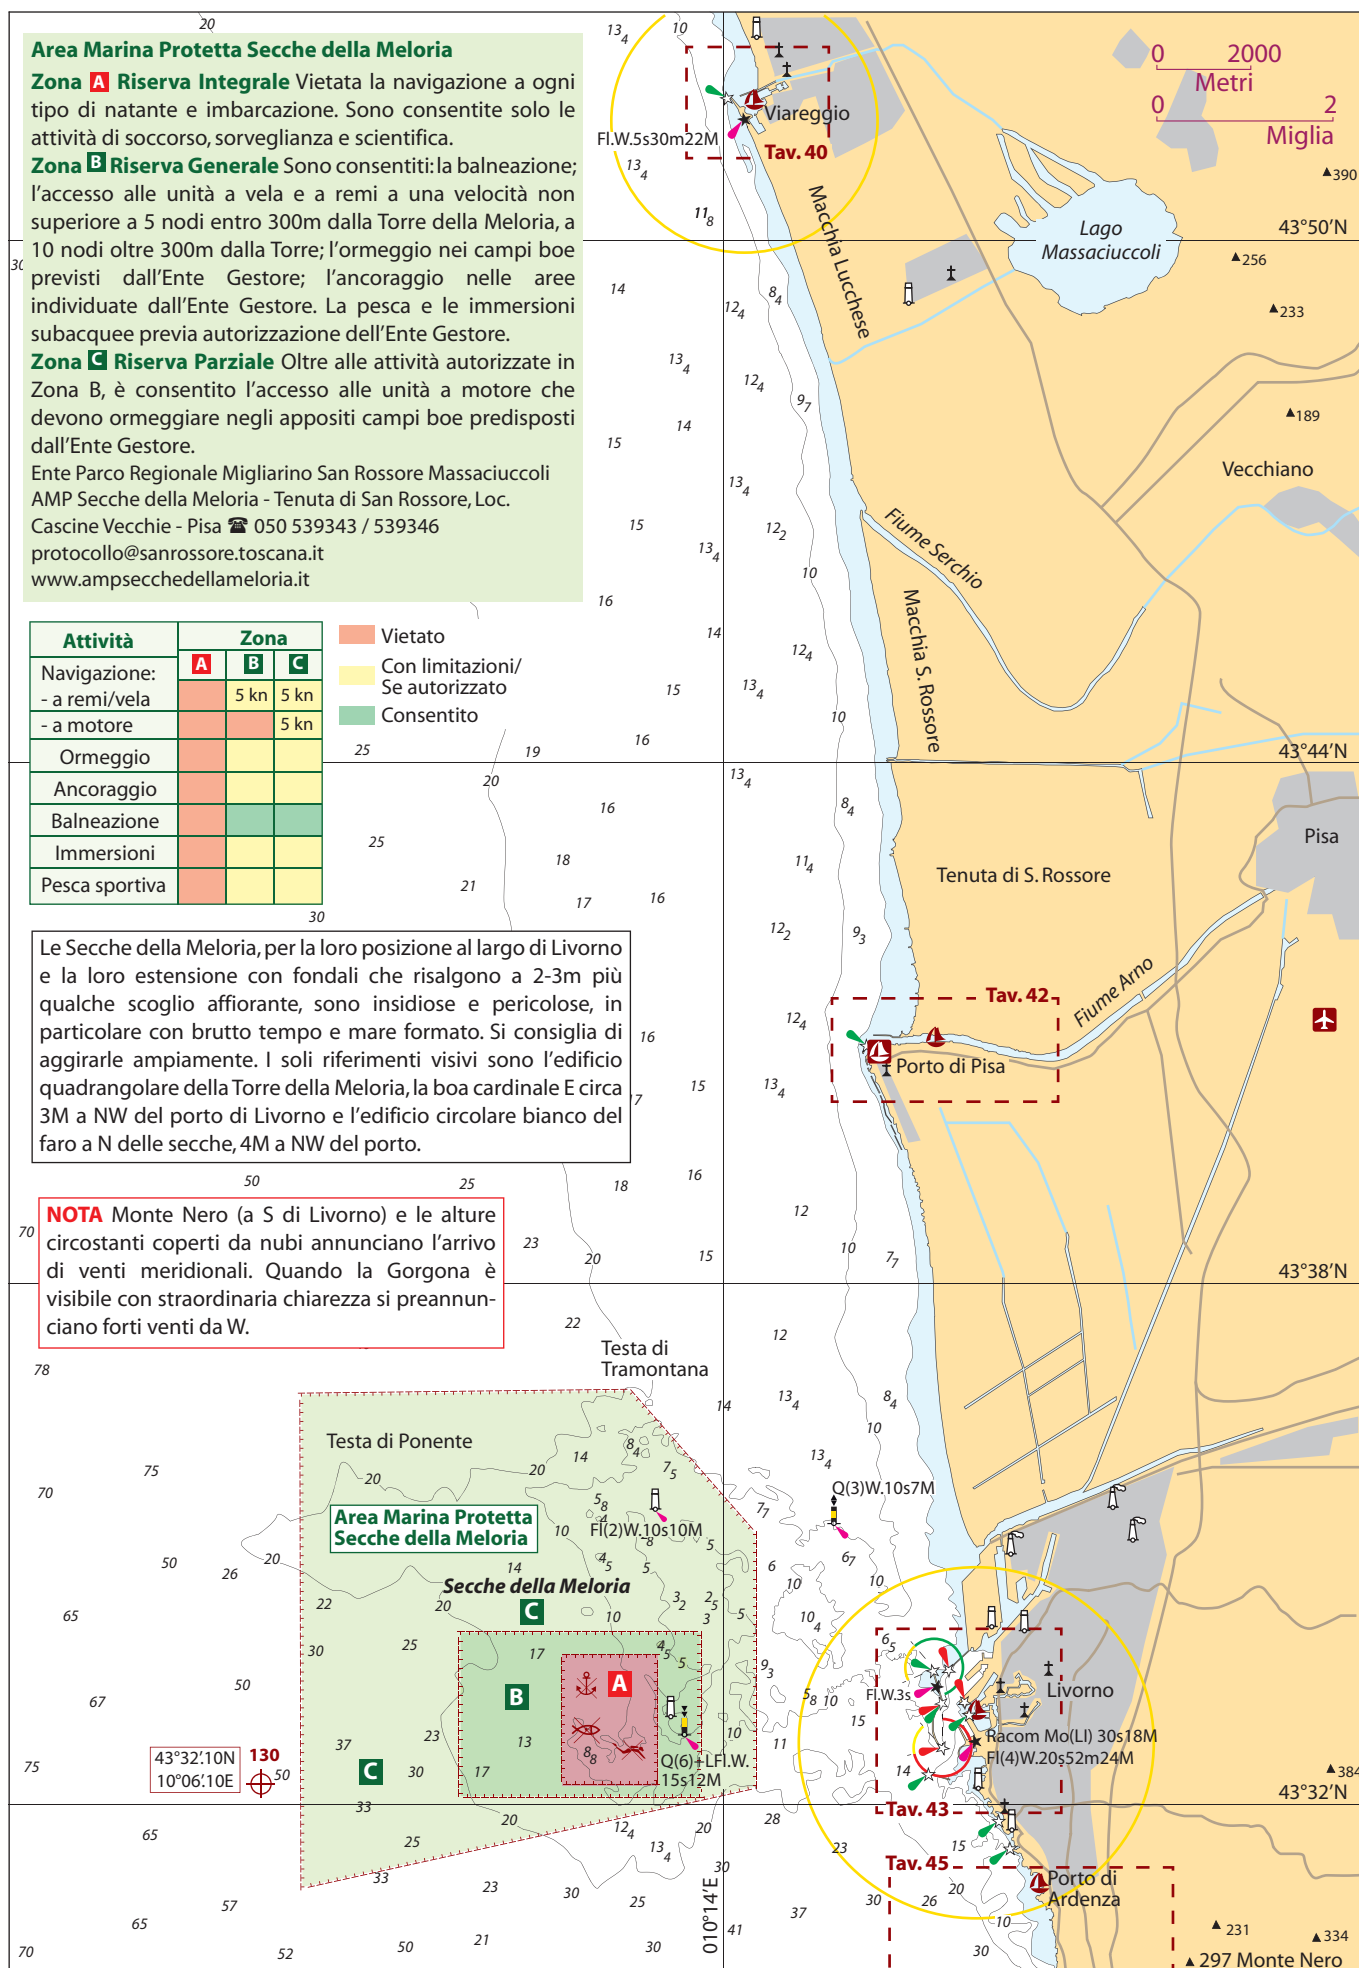 Area Marina Protetta Secche della Meloria
Zona A Riserva Integrale Vietata la navigazione a ogni
tipo di natante e imbarcazione. Sono consentite solo le
attività di soccorso, sorveglianza e scientifica.
Zona B Riserva Generale Sono consentiti: la balneazione;
l'accesso alle unità a vela e a remi a una velocità non
superiore a 5 nodi entro 300m dalla Torre della Meloria, a
10 nodi oltre 300m dalla Torre; l'ormeggio nei campi boe
previsti dall'Ente Gestore; l'ancoraggio nelle aree
individuate dall'Ente Gestore. La pesca e le immersioni
subacquee previa autorizzazione dell'Ente Gestore.
Zona C Riserva Parziale Oltre alle attività autorizzate in
Zona B, è consentito l'accesso alle unità a motore che
devono ormeggiare negli appositi campi boe predisposti
dall'Ente Gestore.
Ente Parco Regionale Migliarino San Rossore Massaciuccoli
AMP Secche della Meloria - Tenuta di San Rossore, Loc.
Cascine Vecchie - Pisa ☎ 050 539343 / 539346
protocollo@sanrossore.toscana.it
www.ampsecchedellameloria.it
Attività Zona
A B C
Navigazione:
- a remi/vela 5 kn 5 kn
- a motore 5 kn
Ormeggio
Ancoraggio
Balneazione
Immersioni
Pesca sportiva
Vietato
Con limitazioni/
Se autorizzato
Consentito
Le Secche della Meloria, per la loro posizione al largo di Livorno
e la loro estensione con fondali che risalgono a 2-3m più
qualche scoglio affiorante, sono insidiose e pericolose, in
particolare con brutto tempo e mare formato. Si consiglia di
aggirarle ampiamente. I soli riferimenti visivi sono l'edificio
quadrangolare della Torre della Meloria, la boa cardinale E circa
3M a NW del porto di Livorno e l'edificio circolare bianco del
faro a N delle secche, 4M a NW del porto.
NOTA Monte Nero (a S di Livorno) e le alture
circostanti coperti da nubi annunciano l'arrivo
di venti meridionali. Quando la Gorgona è
visibile con straordinaria chiarezza si preannun-
ciano forti venti da W.
0 2000
Metri
0 2
Miglia
Viareggio
Fl.W.5s30m22M
Tav. 40
Macchia Lucchese
Lago
Massaciuccoli
390
43°50'N
256
233
189
Vecchiano
Fiume Serchio
Macchia S. Rossore
43°44'N
Pisa
Tenuta di S. Rossore
Fiume Arno
Tav. 42
Porto di Pisa
43°38'N
Testa di
Tramontana
Testa di Ponente
Area Marina Protetta
Secche della Meloria
Fl(2)W.10s10M
Q(3)W.10s7M
Secche della Meloria
C
B
A
C
Q(6)+LFl.W.
15s12M
43°32'.10N 130
10°06'.10E
Fl.W.3s
Livorno
Racom Mo(LI) 30s18M
Fl(4)W.20s52m24M
384
43°32'N
Tav. 43
Tav. 45
Porto di
Ardenza
010°14'E
231
334
297 Monte Nero